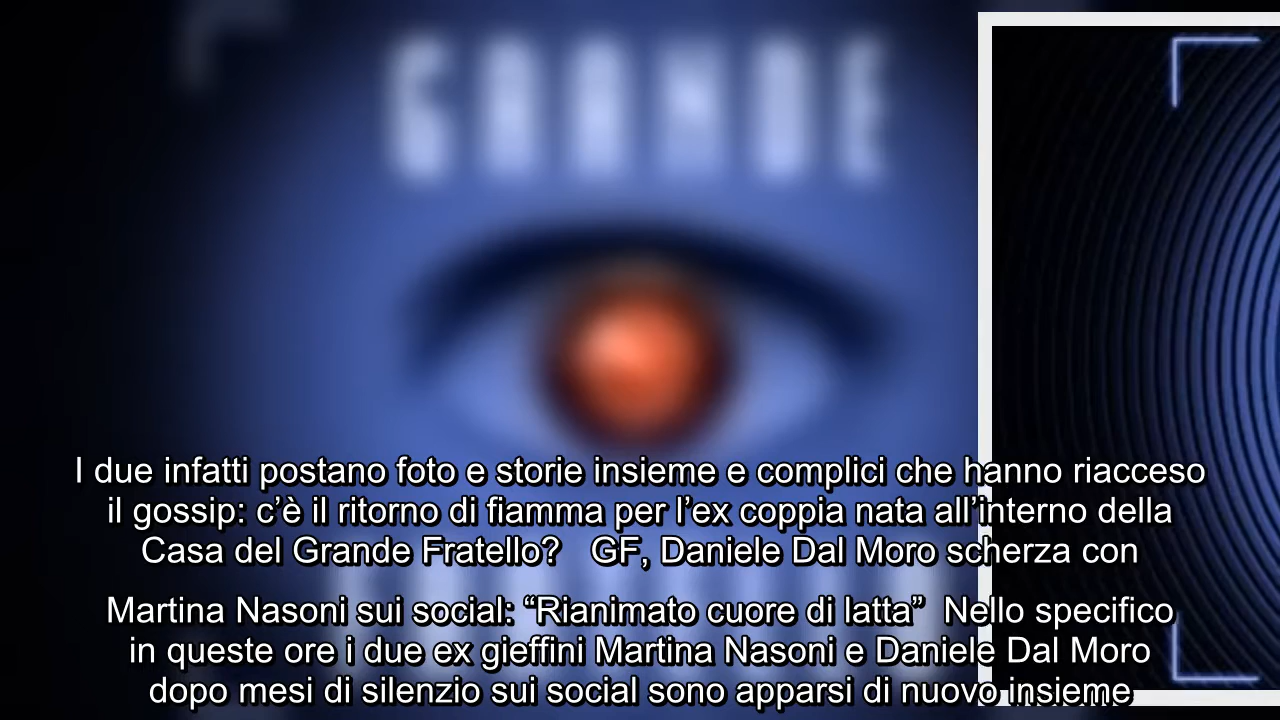 GRANDE
I due infatti postano foto e storie insieme e complici che hanno riacceso
il gossip: c’è il ritorno di fiamma per l’ex coppia nata all’interno della
Casa del Grande Fratello? GF, Daniele Dal Moro scherza con
Martina Nasoni sui social: “Rianimato cuore di latta” Nello specifico
in queste ore i due ex gieffini Martina Nasoni e Daniele Dal Moro
dopo mesi di silenzio sui social sono apparsi di nuovo insieme